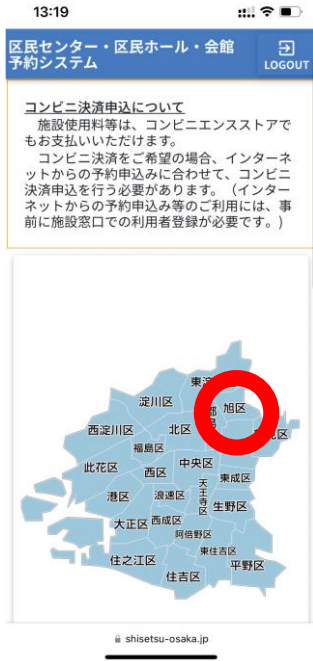 13:19
区民センター・区民ホール・会館
予約システム
LOGOUT
コンビニ決済申込について
施設使用料等は、コンビニエンスストアで
もお支払いいただけます。
コンビニ決済をご希望の場合、インターネ
ットからの予約申込みに合わせて、コンビニ
決済申込を行う必要があります。（インター
ネットからの予約申込み等のご利用には、事
前に施設窓口での利用者登録が必要です。)
淀川区
旭区
西淀川区
北区
福島区
此花区
西区
中央区
東成区
港区
浪速区
天王寺区
生野区
大正区
西成区
阿倍野区
住之江区
東住吉区
平野区
住吉区
shisetsu-osaka.jp